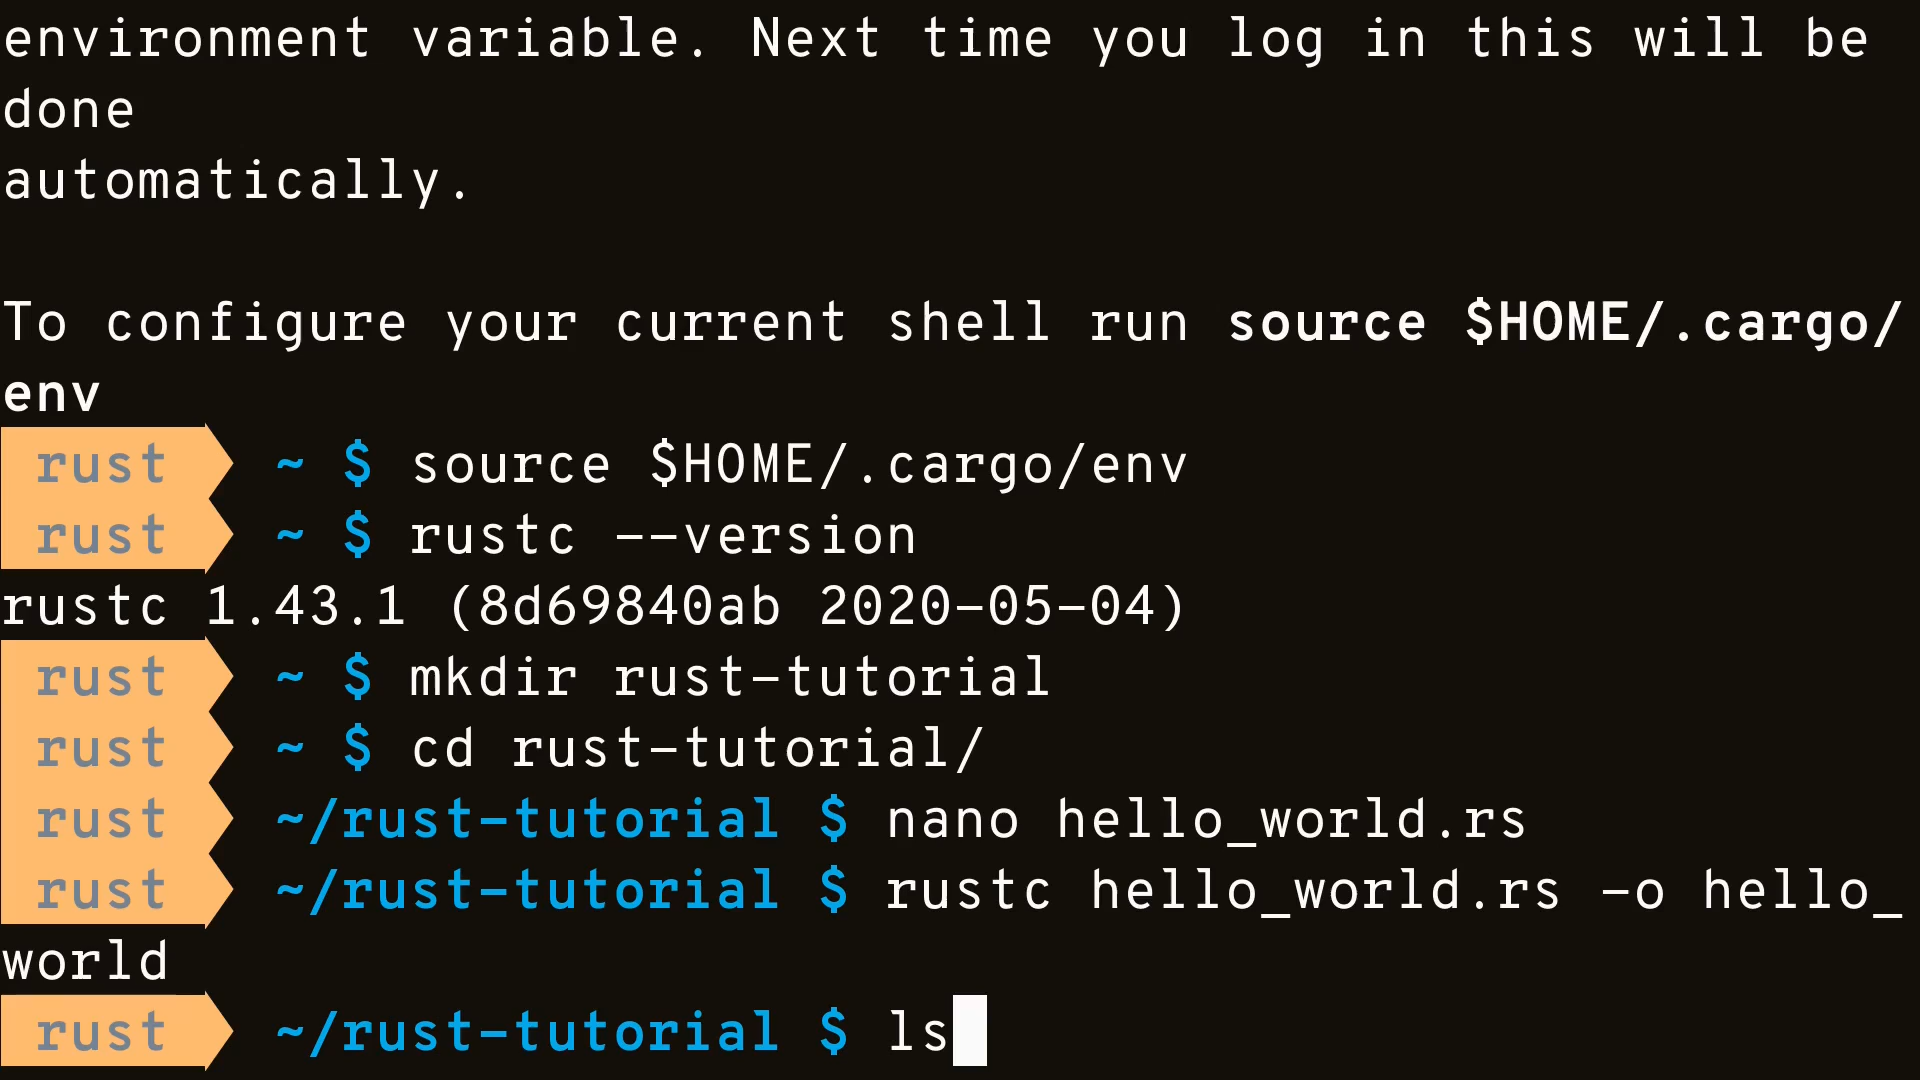 environment variable. Next time you log in this will be
done
automatically.
To configure your current shell run source $HOME/.cargo/
env
rust ~ $ source $HOME/.cargo/env
rust ~ $ rustc --version
rustc 1.43.1 (8d69840ab 2020-05-04)
rust ~ $ mkdir rust-tutorial
rust ~ $ cd rust-tutorial/
rust ~/rust-tutorial $ nano hello_world.rs
rust ~/rust-tutorial $ rustc hello_world.rs -o hello_
world
rust ~/rust-tutorial $ ls